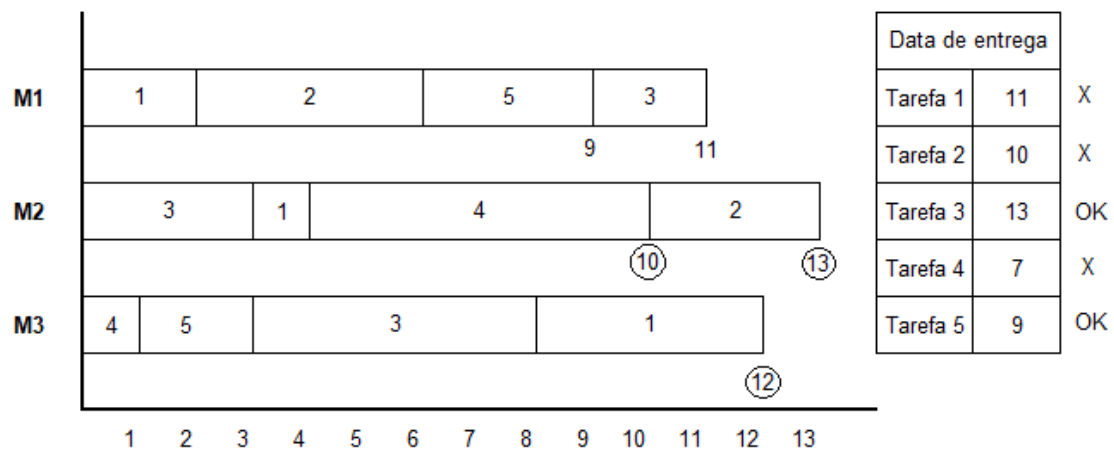 Data de entrega
M1 1 2 5 3
Tarefa 1 11 X
9 11
Tarefa 2 10 X
M2 3 1 4 2
Tarefa 3 13 OK
10 13
Tarefa 4 7 X
M3 4 5 3 1
Tarefa 5 9 OK
12
1 2 3 4 5 6 7 8 9 10 11 12 13